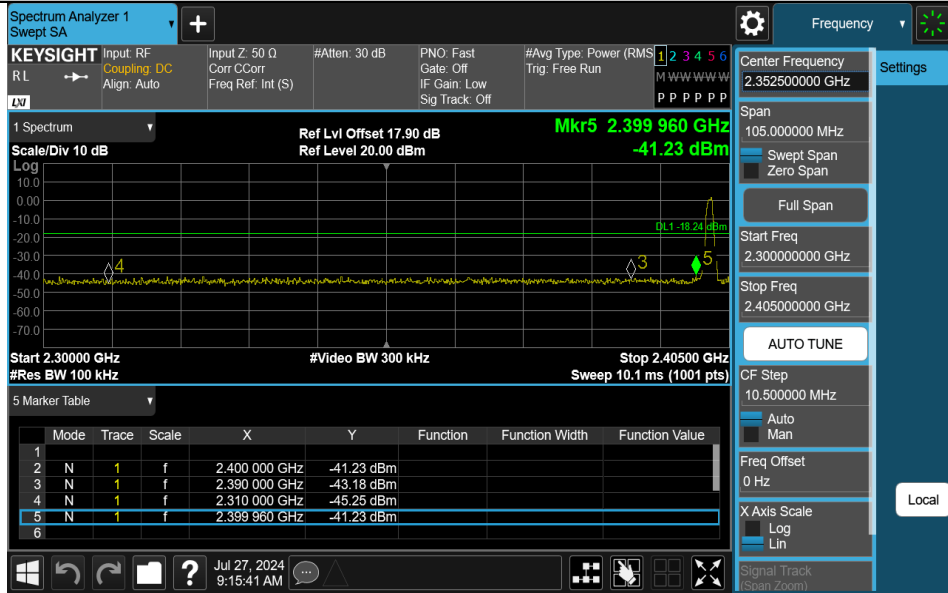 Spectrum Analyzer 1
Swept SA
+
Frequency
KEYSIGHT
R L
LXI
Input: RF
Coupling: DC
Align: Auto
Input Z: 50 Ω
Corr CCorr
Freq Ref: Int (S)
#Atten: 30 dB
PNO: Fast
Gate: Off
IF Gain: Low
Sig Track: Off
#Avg Type: Power (RMS
Trig: Free Run
1 2 3 4 5 6
M W W W W W
P P P P P P
1 Spectrum
Scale/Div 10 dB
Ref Lvl Offset 17.90 dB
Ref Level 20.00 dBm
Mkr5 2.399 960 GHz
-41.23 dBm
Log
10.0
0.00
-10.0
-20.0
-30.0
-40.0
-50.0
-60.0
-70.0
DL1 -18.24 dBm
4
3
5
Start 2.30000 GHz
#Video BW 300 kHz
Stop 2.40500 GHz
#Res BW 100 kHz
Sweep 10.1 ms (1001 pts)
5 Marker Table
Mode Trace Scale X Y Function Function Width Function Value
1
2 N 1 f 2.400 000 GHz -41.23 dBm
3 N 1 f 2.390 000 GHz -43.18 dBm
4 N 1 f 2.310 000 GHz -45.25 dBm
5 N 1 f 2.399 960 GHz -41.23 dBm
6
?
Jul 27, 2024
9:15:41 AM
Center Frequency
2.352500000 GHz
Span
105.000000 MHz
Swept Span
Zero Span
Full Span
Start Freq
2.300000000 GHz
Stop Freq
2.405000000 GHz
AUTO TUNE
CF Step
10.500000 MHz
Auto
Man
Freq Offset
0 Hz
X Axis Scale
Log
Lin
Signal Track
(Span Zoom)
Settings
Local